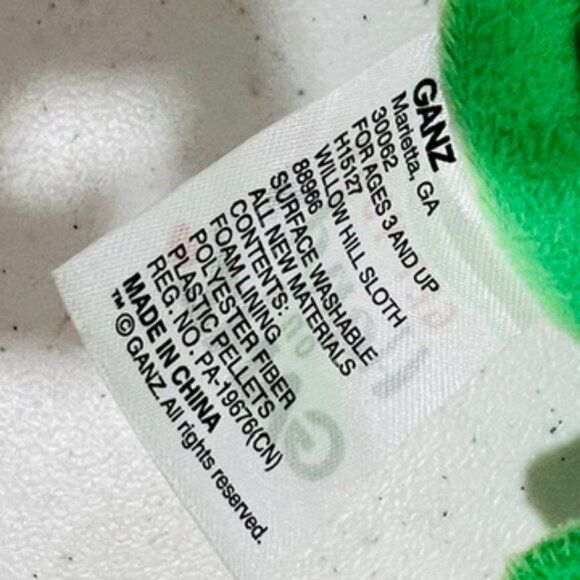 GANZ
Marietta, GA
30062
FOR AGES 3 AND UP
H15127
WILLOW HILL SLOTH
88966
SURFACE WASHABLE
ALL NEW MATERIALS
CONTENTS:
FOAM LINING
POLYESTER FIBER
PLASTIC PELLETS
REG. NO. PA-19676(CN)
MADE IN CHINA
™ © GANZ. All rights reserved.